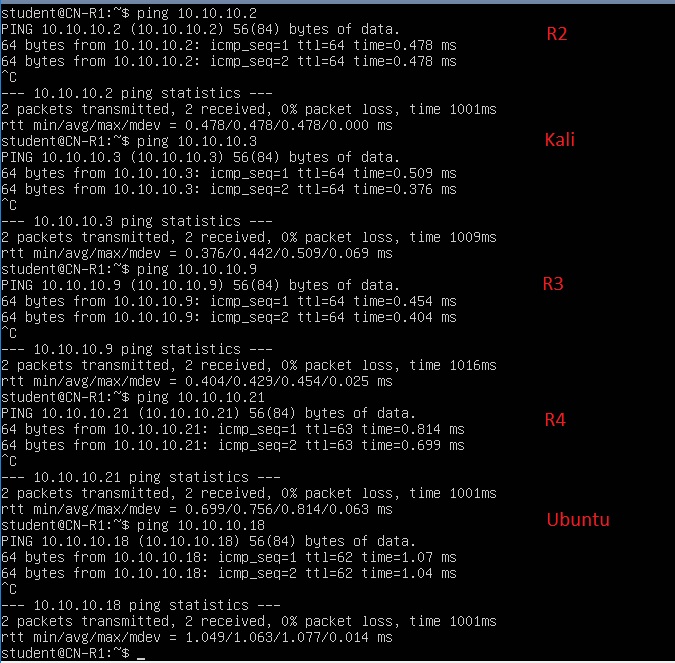 student@CN-R1:~$ ping 10.10.10.2
PING 10.10.10.2 (10.10.10.2) 56(84) bytes of data.
64 bytes from 10.10.10.2: icmp_seq=1 ttl=64 time=0.478 ms
R2
64 bytes from 10.10.10.2: icmp_seq=2 ttl=64 time=0.478 ms
^C
--- 10.10.10.2 ping statistics ---
2 packets transmitted, 2 received, 0% packet loss, time 1001ms
rtt min/avg/max/mdev = 0.478/0.478/0.478/0.000 ms
student@CN-R1:~$ ping 10.10.10.3
Kali
PING 10.10.10.3 (10.10.10.3) 56(84) bytes of data.
64 bytes from 10.10.10.3: icmp_seq=1 ttl=64 time=0.509 ms
64 bytes from 10.10.10.3: icmp_seq=2 ttl=64 time=0.376 ms
^C
--- 10.10.10.3 ping statistics ---
2 packets transmitted, 2 received, 0% packet loss, time 1009ms
rtt min/avg/max/mdev = 0.376/0.442/0.509/0.069 ms
student@CN-R1:~$ ping 10.10.10.9
PING 10.10.10.9 (10.10.10.9) 56(84) bytes of data.
R3
64 bytes from 10.10.10.9: icmp_seq=1 ttl=64 time=0.454 ms
64 bytes from 10.10.10.9: icmp_seq=2 ttl=64 time=0.404 ms
^C
--- 10.10.10.9 ping statistics ---
2 packets transmitted, 2 received, 0% packet loss, time 1016ms
rtt min/avg/max/mdev = 0.404/0.429/0.454/0.025 ms
student@CN-R1:~$ ping 10.10.10.21
PING 10.10.10.21 (10.10.10.21) 56(84) bytes of data.
R4
64 bytes from 10.10.10.21: icmp_seq=1 ttl=63 time=0.814 ms
64 bytes from 10.10.10.21: icmp_seq=2 ttl=63 time=0.699 ms
^C
--- 10.10.10.21 ping statistics ---
2 packets transmitted, 2 received, 0% packet loss, time 1001ms
rtt min/avg/max/mdev = 0.699/0.756/0.814/0.063 ms
student@CN-R1:~$ ping 10.10.10.18
Ubuntu
PING 10.10.10.18 (10.10.10.18) 56(84) bytes of data.
64 bytes from 10.10.10.18: icmp_seq=1 ttl=62 time=1.07 ms
64 bytes from 10.10.10.18: icmp_seq=2 ttl=62 time=1.04 ms
^C
--- 10.10.10.18 ping statistics ---
2 packets transmitted, 2 received, 0% packet loss, time 1001ms
rtt min/avg/max/mdev = 1.049/1.063/1.077/0.014 ms
student@CN-R1:~$ _